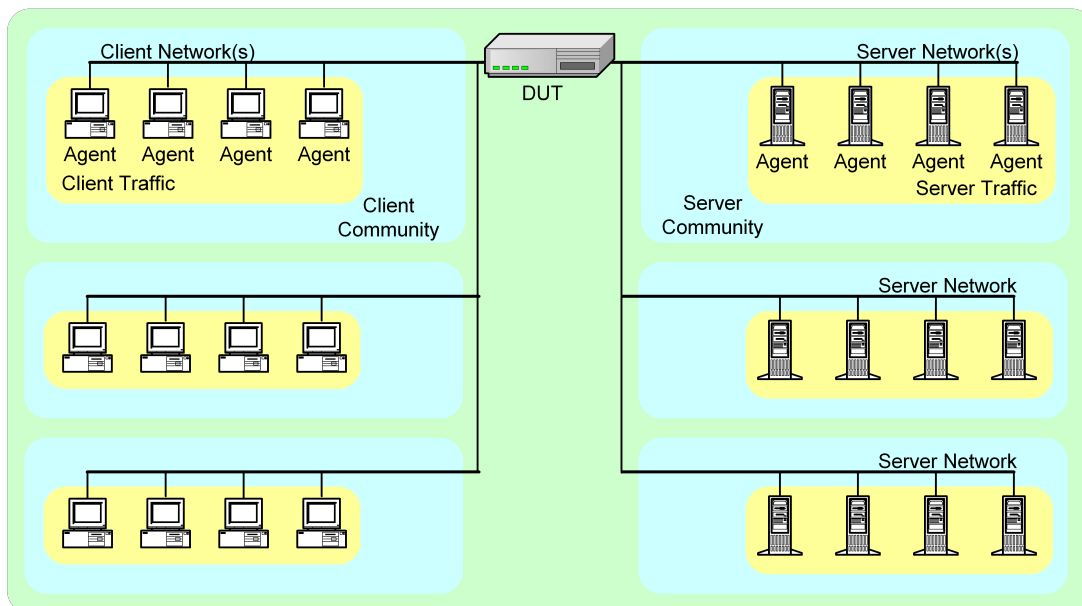 Client Network(s)
Agent
Agent
Agent
Agent
Client Traffic
Client
Community
DUT
Server Network(s)
Agent
Agent
Agent
Agent
Server Traffic
Server
Community
Server Network
Server Network